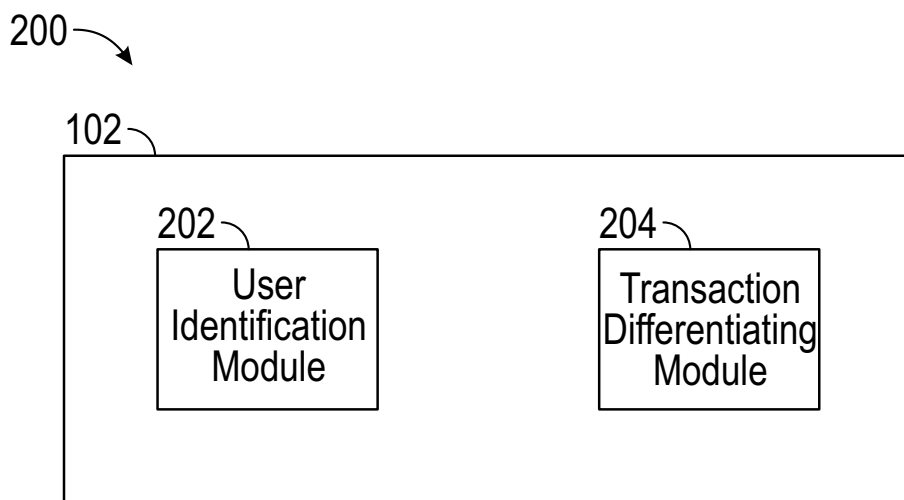 200
102
202
204
User
Identification
Module
Transaction
Differentiating
Module